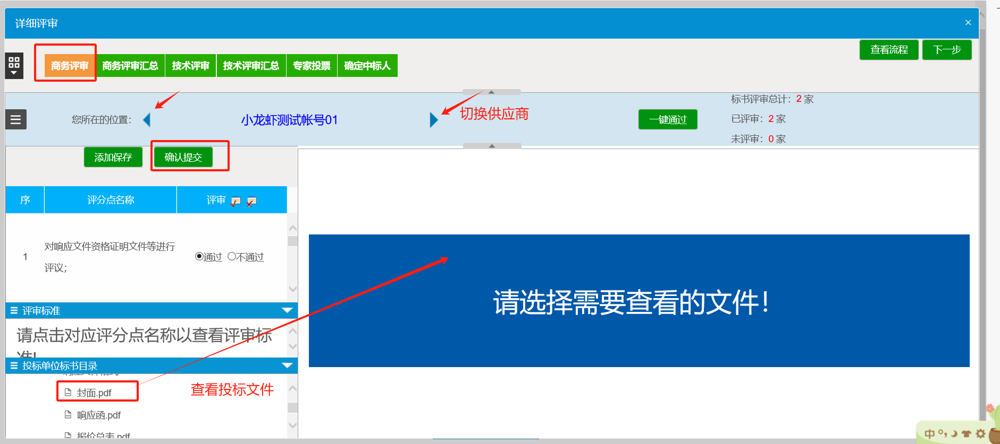 详细评审
×
查看流程
下一步
商务评审
商务评审汇总
技术评审
技术评审汇总
专家投票
确定中标人
标书评审总计：2 家
您所在的位置：
小龙虾测试帐号01
切换供应商
一键通过
已评审：2 家
未评审：0 家
添加保存
确认提交
序
评分点名称
评审
1
对响应文件资格证明文件等进行
评议；
通过
不通过
请选择需要查看的文件！
评审标准
请点击对应评分点名称以查看评审标
准!
投标单位标书目录
查看投标文件
封面.pdf
响应函.pdf
报价总表.pdf
中